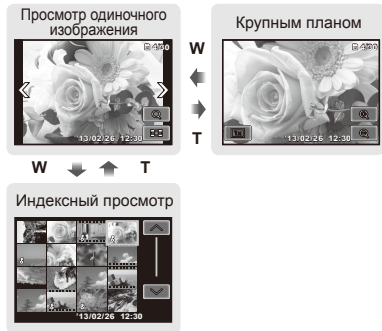 Просмотр одиночного
изображения
4/30
'13/02/26 12:30
W
T
Крупным планом
4/30
'13/02/26 12:30
W T
Индексный просмотр
'13/02/26 12:30